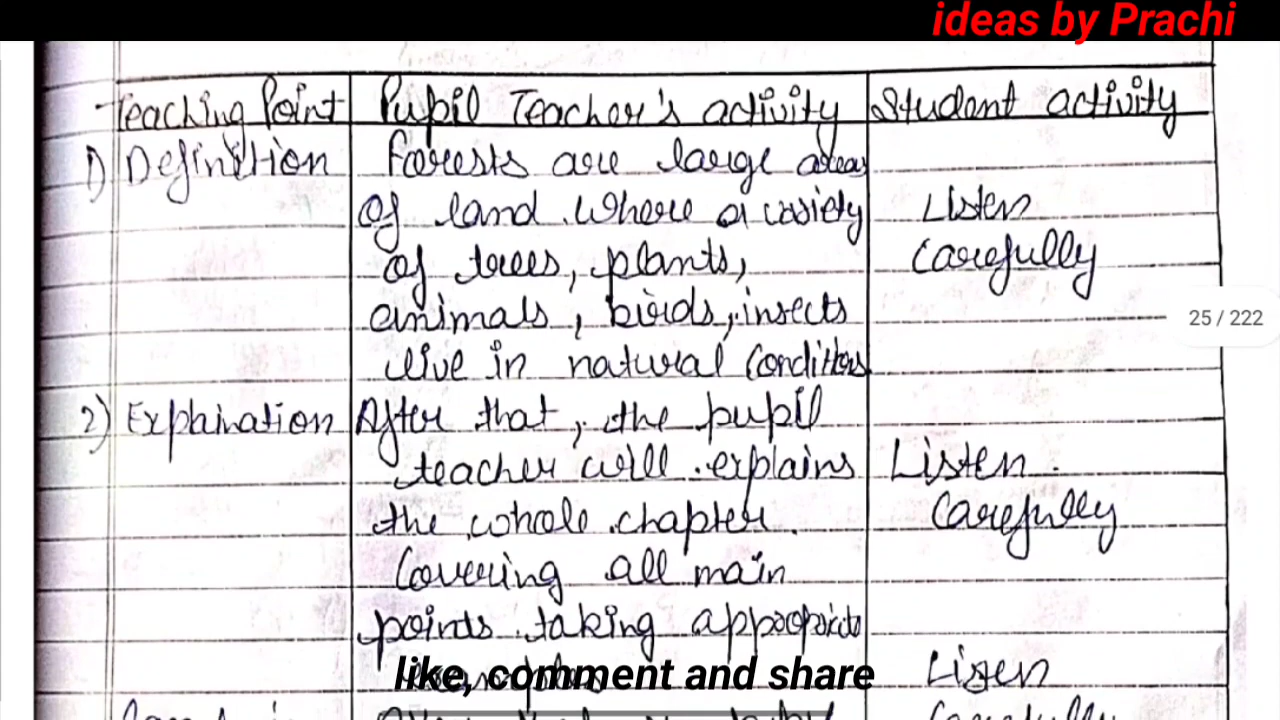 ideas by Prachi
Teaching Point Pupil Teacher's activity Student activity
1) Definition Forests are large areas
of land where a variety Listen
of trees, plants, Carefully
animals, birds, insects
25 / 222
live in natural Conditions
2) Explaination After that, the pupil
teacher will explains Listen
the whole chapter Carefully
Covering all main
points taking
like, comment and share Lisen